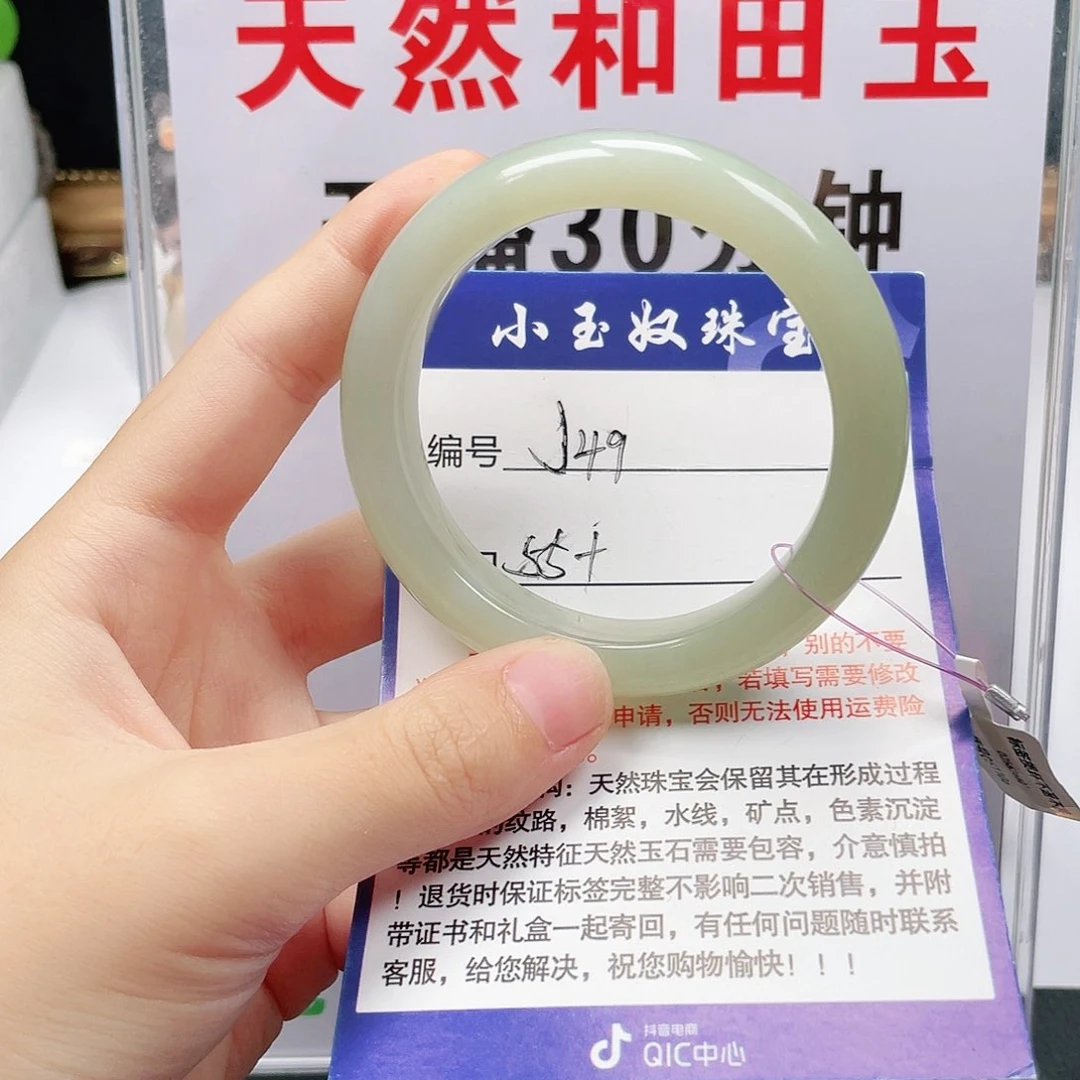 天然和田玉
备30分钟
小玉奴珠宝
编号 J49
55+
别的不要
，若填写需要修改
申请，否则无法使用运费险
。
：天然珠宝会保留其在形成过程
纹路，棉絮，水线，矿点，色素沉淀
等都是天然特征天然玉石需要包容，介意慎拍
！退货时保证标签完整不影响二次销售，并附
带证书和礼盒一起寄回，有任何问题随时联系
客服，给您解决，祝您购物愉快！！！
抖音电商
QIC中心